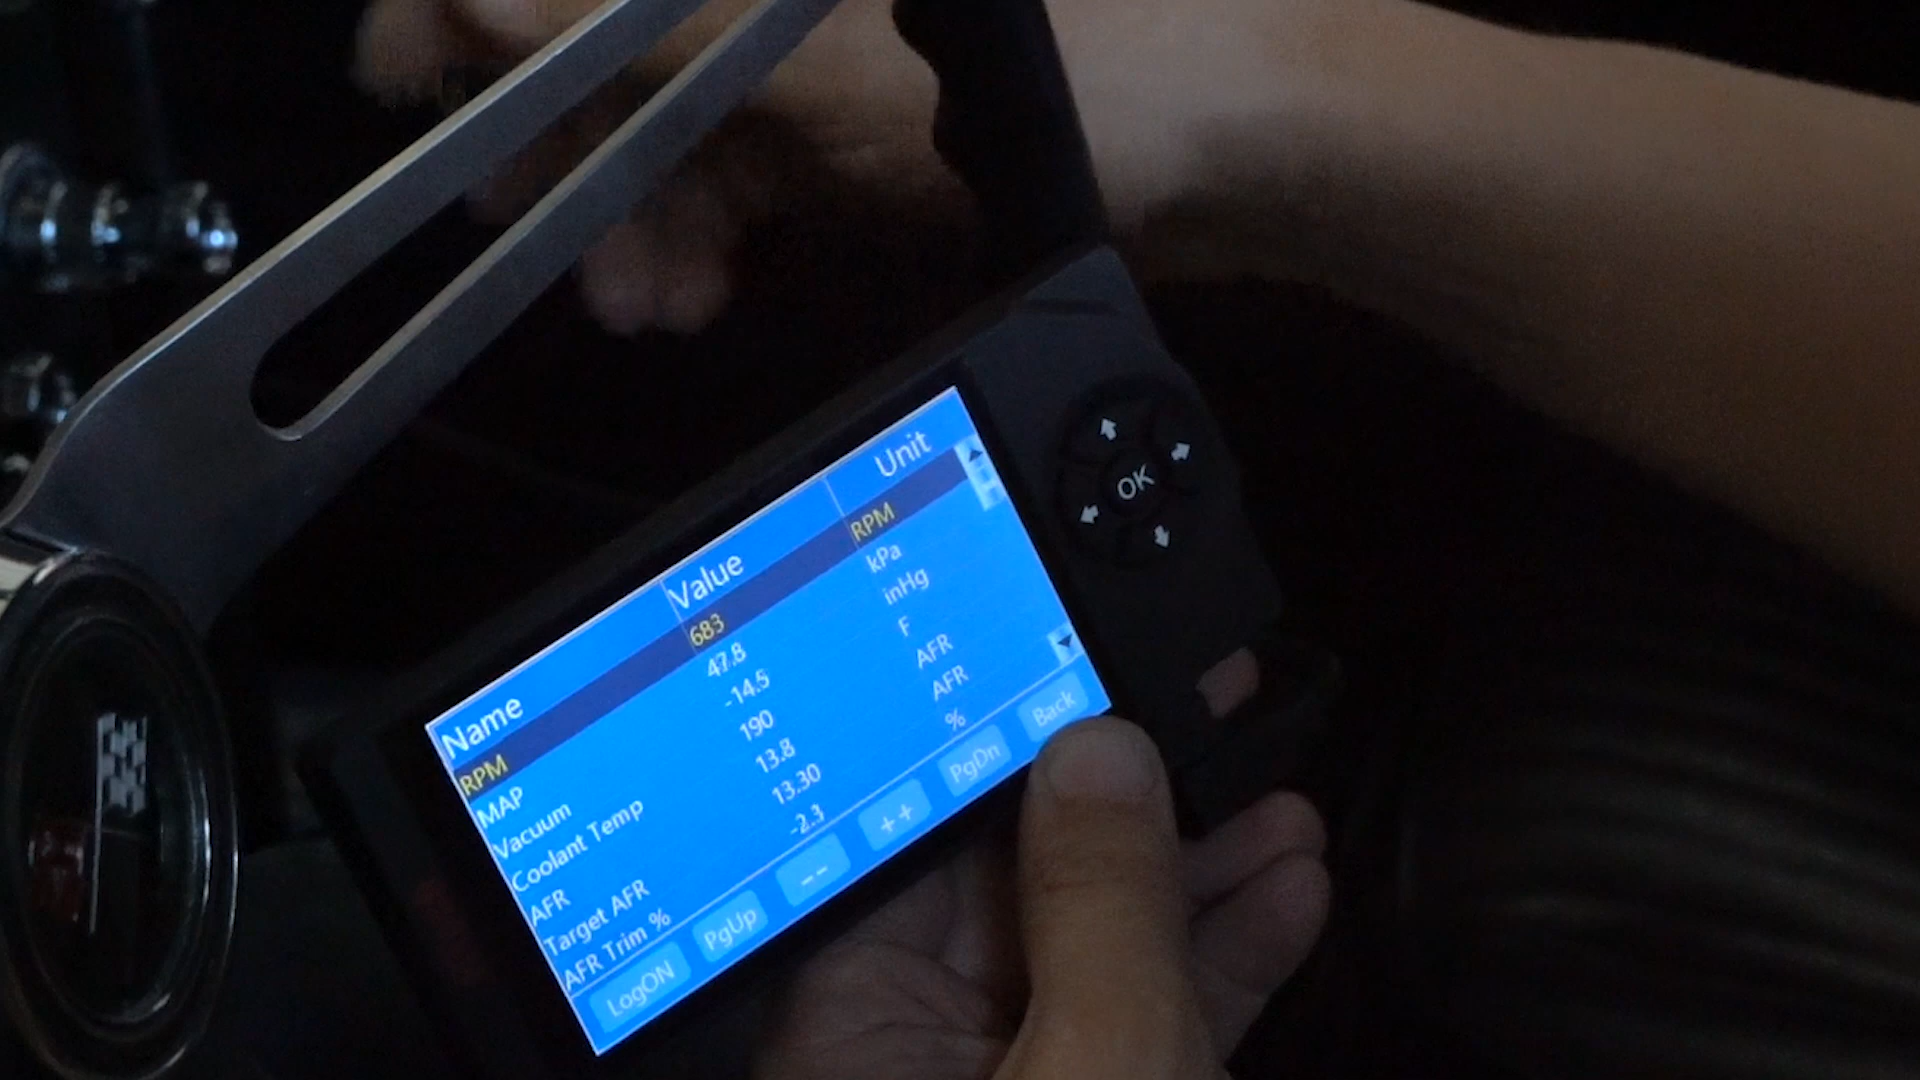 Name Value Unit
RPM 683 RPM
MAP 47.8 kPa
Vacuum -14.5 inHg
Coolant Temp 190 F
AFR 13.8 AFR
Target AFR 13.30 AFR
AFR Trim % -2.3 %
LogON PgUp -- ++ PgDn Back
OK